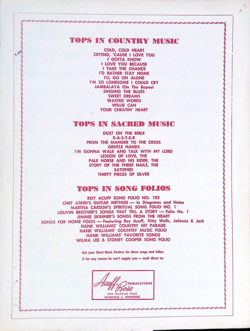 TOPS IN COUNTRY MUSIC
COLD, COLD HEART
CRYING, 'CAUSE I LOVE YOU
I GOTTA KNOW
I LOVE YOU BECAUSE
I TAKE THE CHANCE
I'D RATHER STAY HOME
I'LL GO ON ALONE
I'M SO LONESOME I COULD CRY
JAMBALAYA (On The Bayou)
SINGING THE BLUES
SWEET DREAMS
WASTED WORDS
WILLIE CAN
YOUR CHEATIN' HEART
TOPS IN SACRED MUSIC
DUST ON THE BIBLE
E-A-S-T-E-R
FROM THE MANGER TO THE CROSS
GENTLE HANDS
I'M GONNA WALK AND TALK WITH MY LORD
LESSON OF LOVE, THE
PALE HORSE AND HIS RIDER, THE
STORY OF THE THREE NAILS, THE
SATISFIED
THIRTY PIECES OF SILVER
TOPS IN SONG FOLIOS
ROY ACUFF SONG FOLIO NO.
CHET ATKIN'S GUITAR METHOD — In Diagrams and Notes
MARTHA CARSON'S SPIRITUAL SONG FOLIO NO. 1
LOUVIN BROTHER'S SONGS THAT TELL A STORY — Folio No. 1
JIMMIE SKINNER'S SONGS FROM THE HEART
SONGS FOR HOME FOLKS — Featuring Roy Acuff, Kitty Wells, Johnnie & Jack
HANK WILLIAMS' COUNTRY HIT PARADE
HANK WILLIAMS' COUNTRY MUSIC FOLIO
HANK WILLIAMS' FAVORITE SONGS
WILMA LEE & STONEY COOPER SONG FOLIO
Ask your Sheet Music Dealers for these songs and folios.
If for any reason he can't supply you — mail direct to:
Acuff Rose PUBLICATIONS
NASHVILLE 4, TENNESSEE